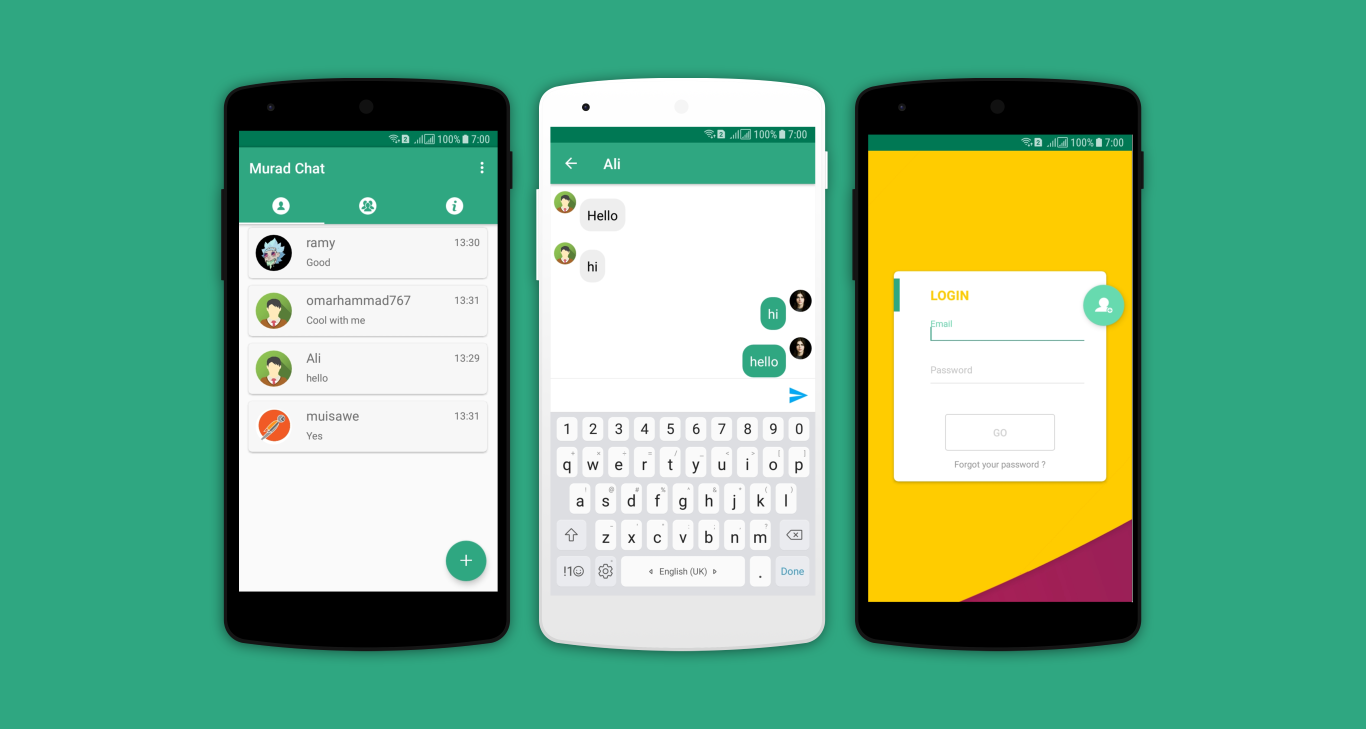 100% 7:00
Murad Chat
ramy 13:30
Good
omarhammad767 13:31
Cool with me
Ali 13:29
hello
muisawe 13:31
Yes
+
2 100% 7:00
Ali
Hello
hi
hi
hello
1 2 3 4 5 6 7 8 9 0
q w e r t y u i o p
a s d f g h j k l
z x c v b n m
!1☺ English (UK) . Done
2 100% 7:00
LOGIN
Email
Password
GO
Forgot your password ?